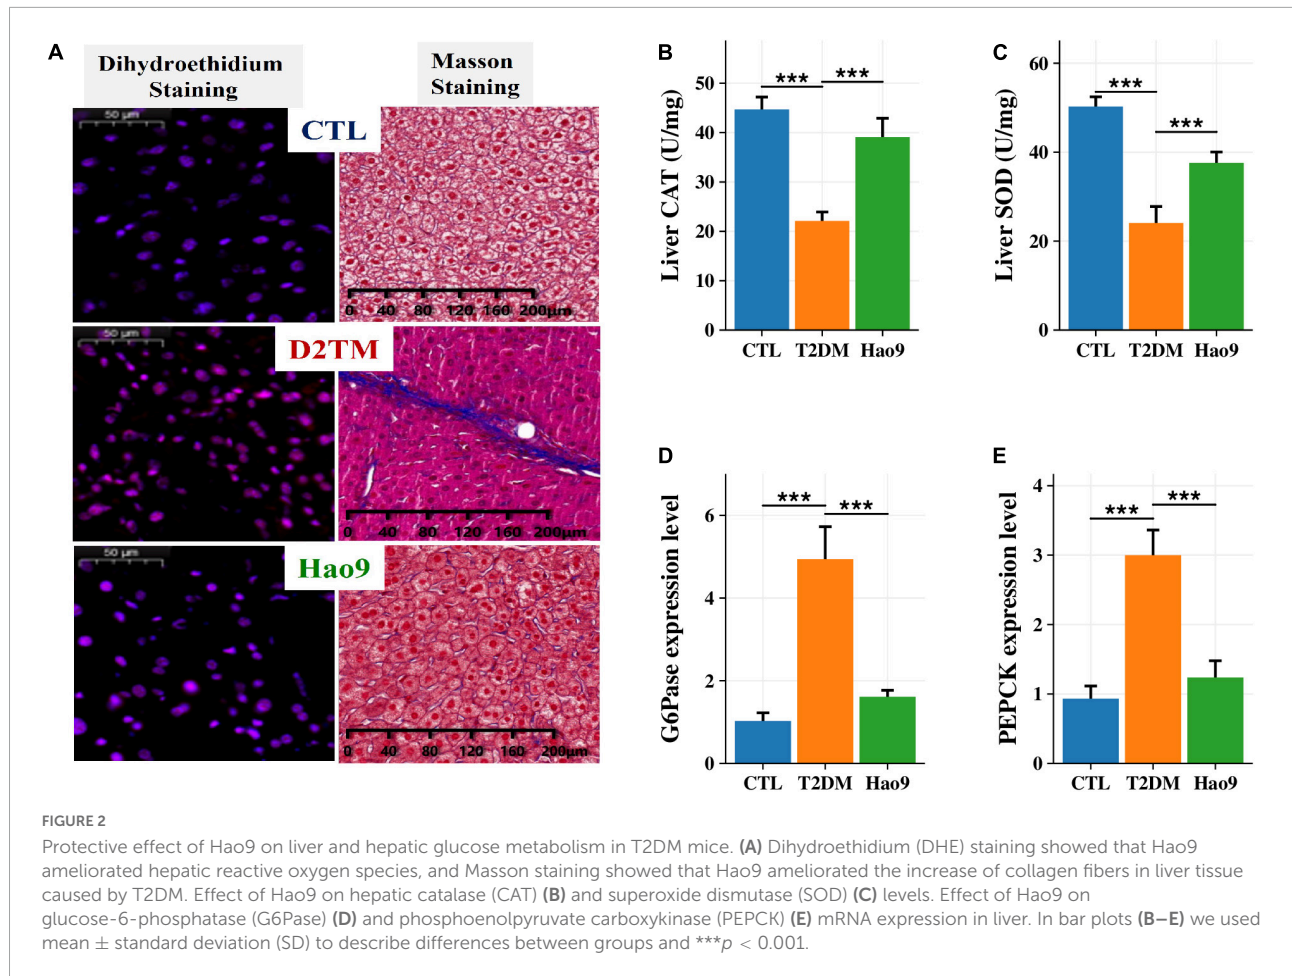 A
Dihydroethidium
Staining
Masson
Staining
50 μm
CTL
0 40 80 120 160 200μm
50 μm
D2TM
0 40 80 120 160 200μm
50 μm
Hao9
0 40 80 120 160 200μm
B
Liver CAT (U/mg)
50
40
30
20
10
0
*** ***
CTL T2DM Hao9
C
Liver SOD (U/mg)
60
40
20
0
***
***
CTL T2DM Hao9
D
G6Pase expression level
6
4
2
0
***
***
CTL T2DM Hao9
E
PEPCK expression level
4
3
2
1
0
***
***
CTL T2DM Hao9
FIGURE 2
Protective effect of Hao9 on liver and hepatic glucose metabolism in T2DM mice. (A) Dihydroethidium (DHE) staining showed that Hao9
ameliorated hepatic reactive oxygen species, and Masson staining showed that Hao9 ameliorated the increase of collagen fibers in liver tissue
caused by T2DM. Effect of Hao9 on hepatic catalase (CAT) (B) and superoxide dismutase (SOD) (C) levels. Effect of Hao9 on
glucose-6-phosphatase (G6Pase) (D) and phosphoenolpyruvate carboxykinase (PEPCK) (E) mRNA expression in liver. In bar plots (B–E) we used
mean ± standard deviation (SD) to describe differences between groups and ***p < 0.001.